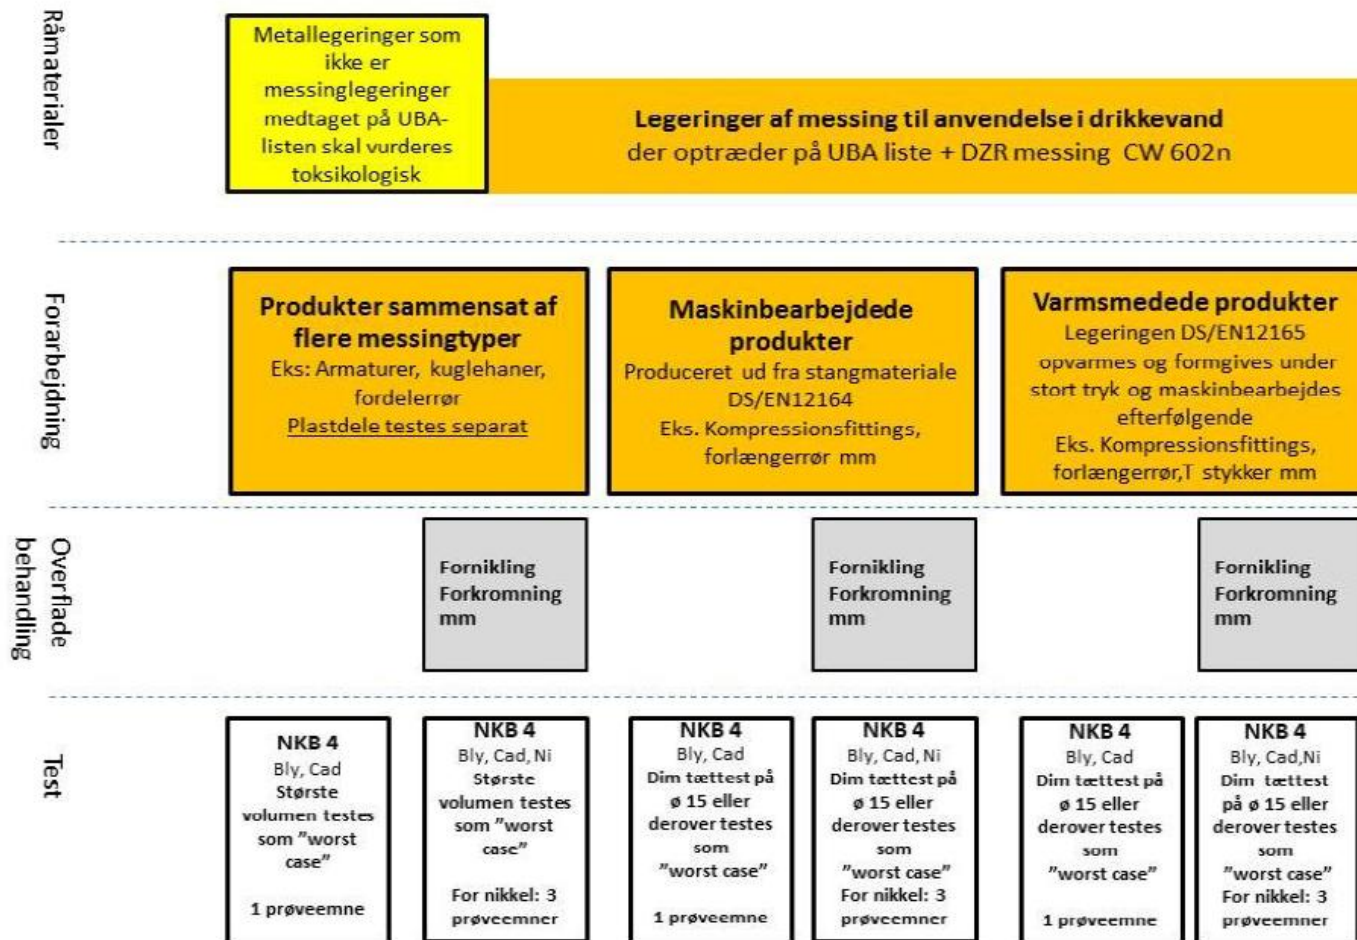 Råmaterialer
Metallegeringer som
ikke er
messinglegeringer
medtaget på UBA-
listen skal vurderes
toksikologisk
Legeringer af messing til anvendelse i drikkevand
der optræder på UBA liste + DZR messing CW 602n
Forarbejdning
Produkter sammensat af
flere messingtyper
Eks: Armaturer, kuglehaner,
fordelerrør
Plastdele testes separat
Maskinbearbejdede
produkter
Produceret ud fra stangmateriale
DS/EN12164
Eks. Kompressionsfittings,
forlængerrør mm
Varmsmedede produkter
Legeringen DS/EN12165
opvarmes og formgives under
stort tryk og maskinbearbejdes
efterfølgende
Eks. Kompressionsfittings,
forlængerrør,T stykker mm
Overflade
behandling
Fornikling
Forkromning
mm
Fornikling
Forkromning
mm
Fornikling
Forkromning
mm
Test
NKB 4
Bly, Cad
Største
volumen testes
som ”worst
case”
1 prøveemne
NKB 4
Bly, Cad, Ni
Største
volumen testes
som ”worst
case”
For nikkel: 3
prøveemner
NKB 4
Bly, Cad
Dim tættest på
ø 15 eller
derover testes
som
”worst case”
1 prøveemne
NKB 4
Bly, Cad, Ni
Dim tættest på
ø 15 eller
derover testes
som
”worst case”
For nikkel: 3
prøveemner
NKB 4
Bly, Cad
Dim tættest på
ø 15 eller
derover testes
som
”worst case”
1 prøveemne
NKB 4
Bly, Cad,Ni
Dim tættest
på ø 15 eller
derover testes
som
”worst case”
For nikkel: 3
prøveemner